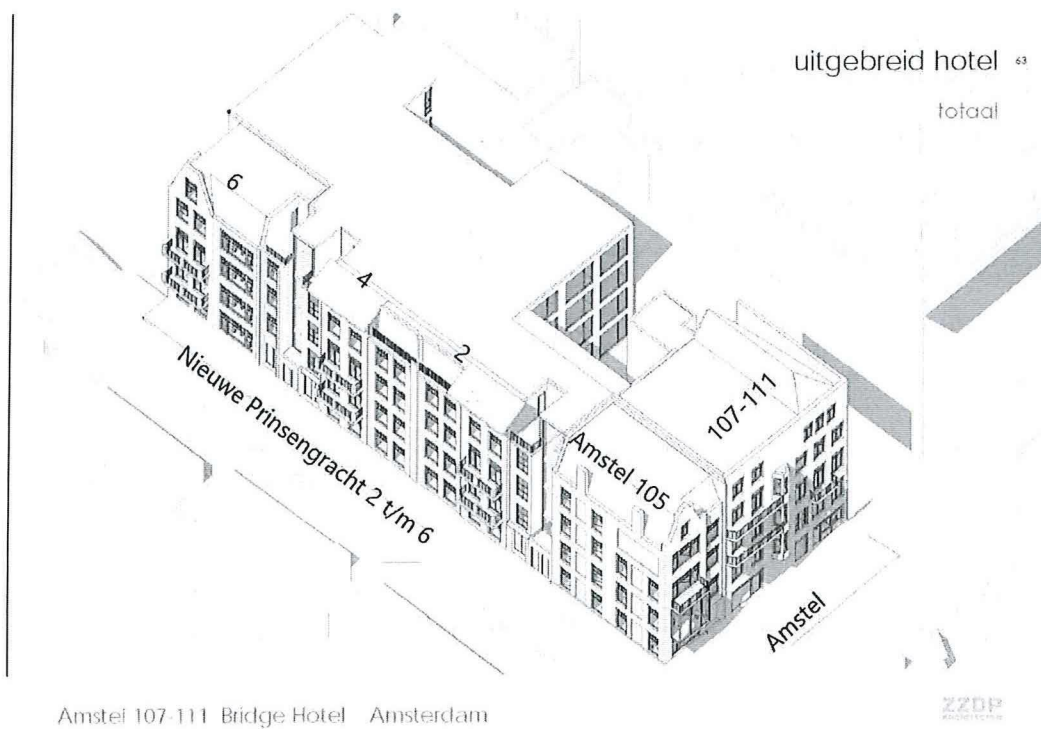 uitgebreid hotel 63
totaal
6
4
2
Nieuwe Prinsengracht 2 t/m 6
Amstel 105
107-111
Amstel
Amstel 107-111 Bridge Hotel Amsterdam
ZZDP
ARCHITECTEN